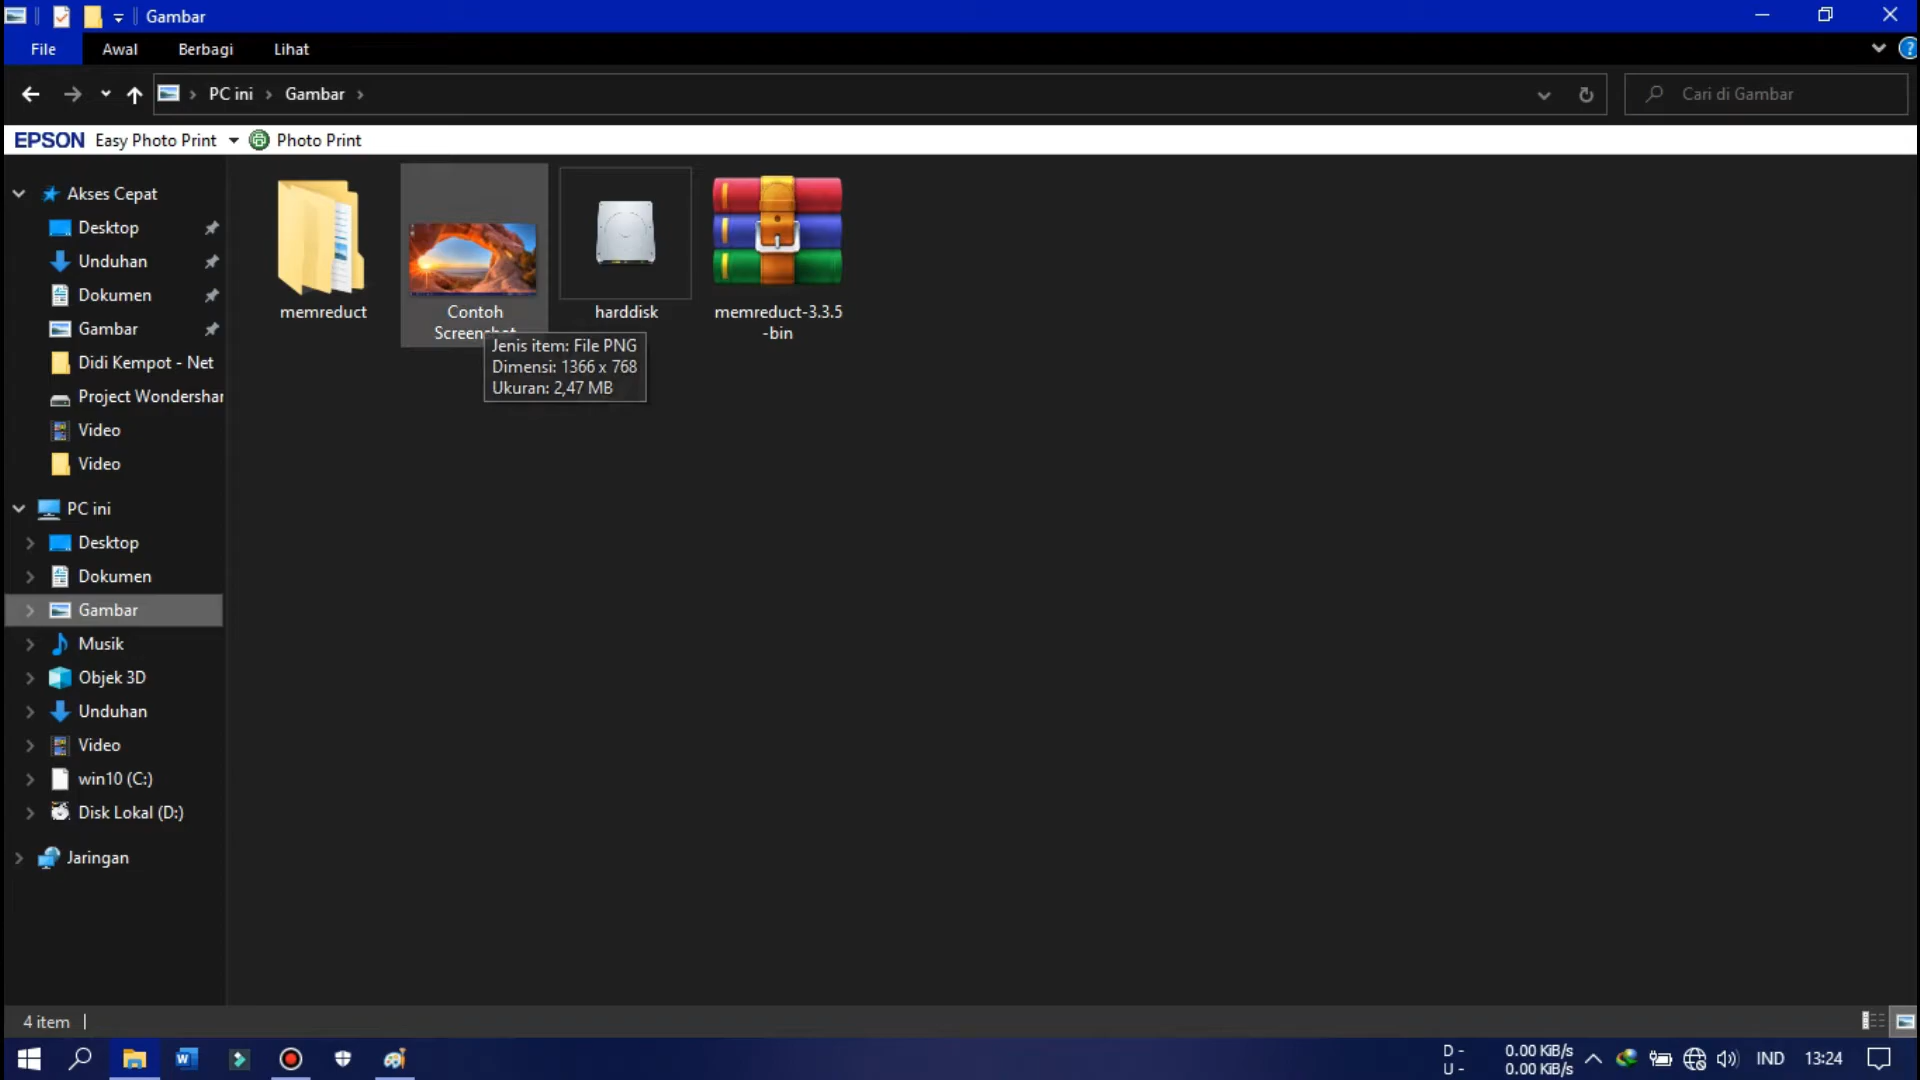 Gambar
File Awal Berbagi Lihat
PC ini Gambar
Cari di Gambar
EPSON Easy Photo Print Photo Print
Akses Cepat
Desktop
Unduhan
Dokumen
Gambar
Didi Kempot - Net
Project Wondershar
Video
Video
PC ini
Desktop
Dokumen
Gambar
Musik
Objek 3D
Unduhan
Video
win10 (C:)
Disk Lokal (D:)
Jaringan
memreduct
Contoh
Screenshot
harddisk
memreduct-3.3.5
-bin
Jenis item: File PNG
Dimensi: 1366 x 768
Ukuran: 2,47 MB
4 item
D - 0.00 KiB/s
U - 0.00 KiB/s
IND 13:24